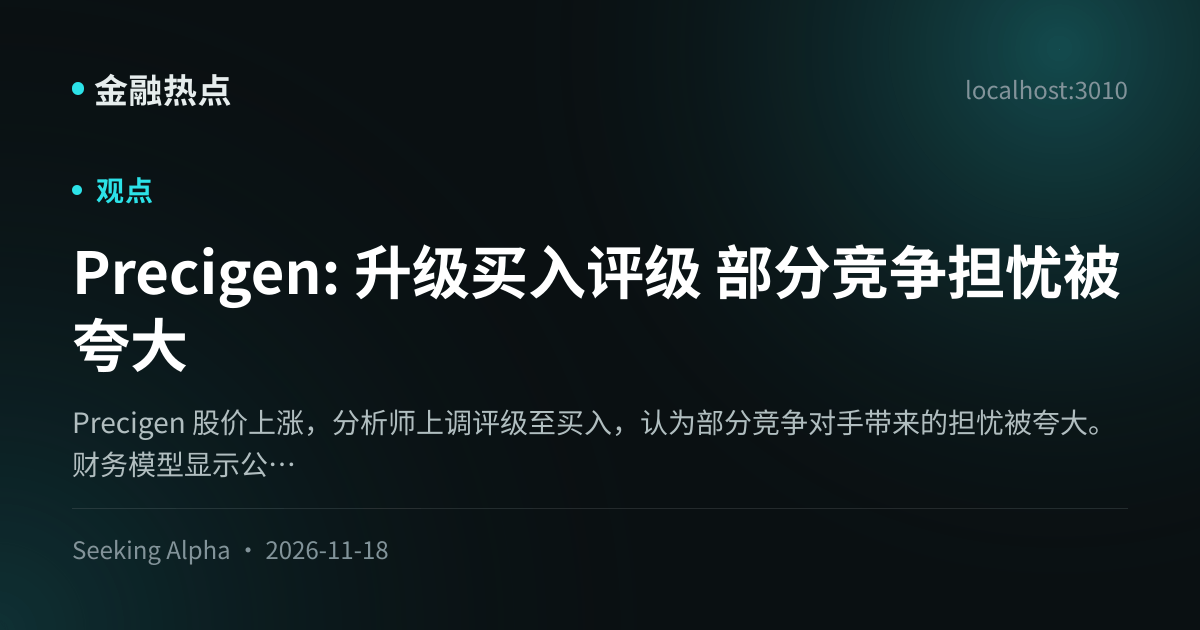 金融热点
localhost:3010
观点
Precigen: 升级买入评级 部分竞争担忧被
夸大
Precigen 股价上涨，分析师上调评级至买入，认为部分竞争对手带来的担忧被夸大。
财务模型显示公…
Seeking Alpha • 2026-11-18